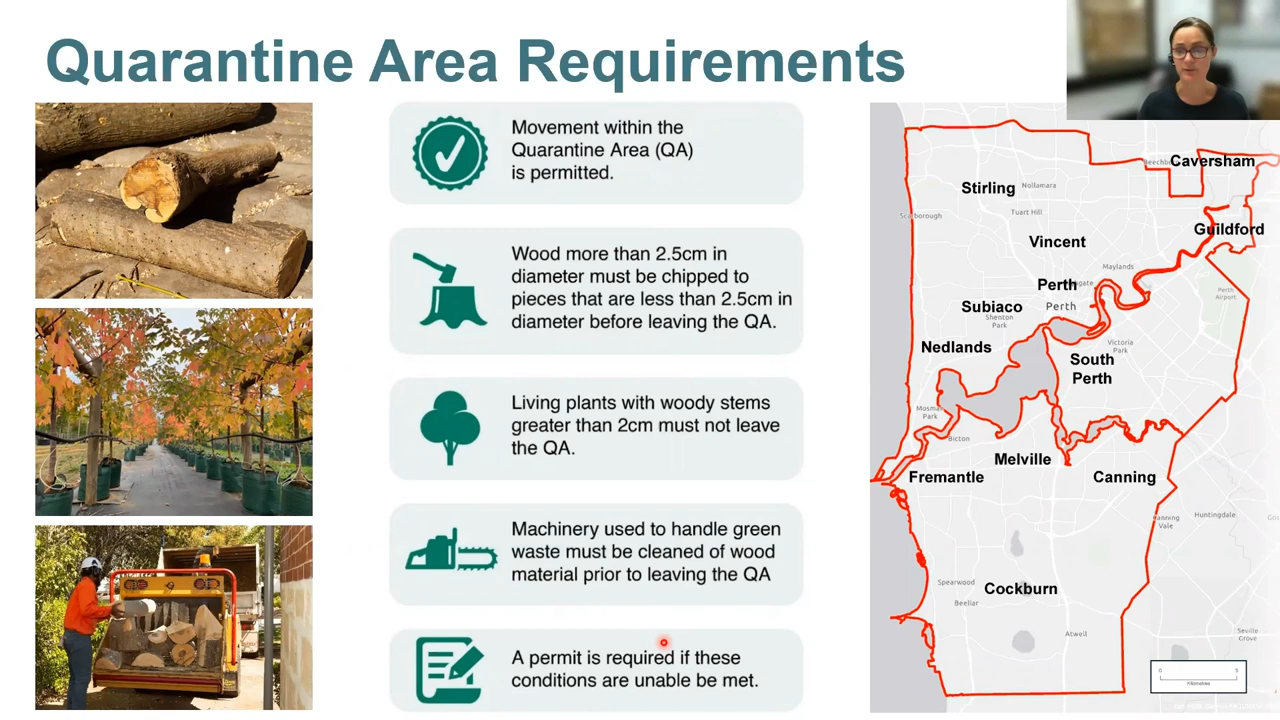 Quarantine Area Requirements
Movement within the
Quarantine Area (QA)
is permitted.
Wood more than 2.5cm in
diameter must be chipped to
pieces that are less than 2.5cm in
diameter before leaving the QA.
Living plants with woody stems
greater than 2cm must not leave
the QA.
Machinery used to handle green
waste must be cleaned of wood
material prior to leaving the QA
A permit is required if these
conditions are unable be met.
Caversham
Stirling
Nollamara
Tuart Hill
Scarborough
Guildford
Vincent
Maylands
Perth
Perth
Perth
Airport
Subiaco
Shenton
Park
Nedlands
Victoria
Park
South
Perth
Mosman
Park
Bicton
Melville
Fremantle
Canning
Canning
Vale
Huntingdale
Spearwood
Beeliar
Cockburn
Atwell
Seville
Grove
0
5
Kilometres